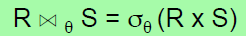 R ⋈ θ S = σθ (R x S)